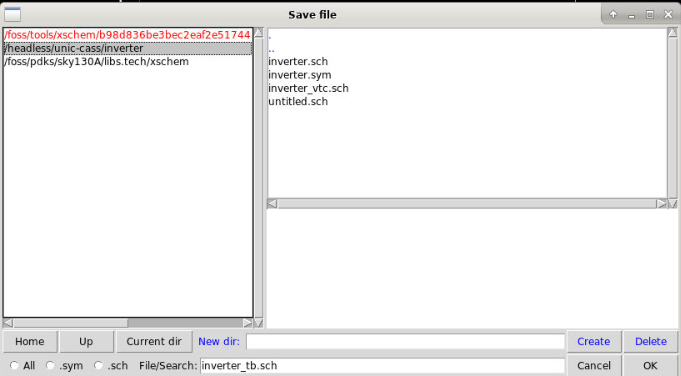 Save file
/foss/tools/xschem/b98d836be3bec2eaf2e51744
/headless/unic-cass/inverter
/foss/pdks/sky130A/libs.tech/xschem
.
..
inverter.sch
inverter.sym
inverter_vtc.sch
untitled.sch
Home Up Current dir New dir: Create Delete
All .sym .sch File/Search: inverter_tb.sch Cancel OK